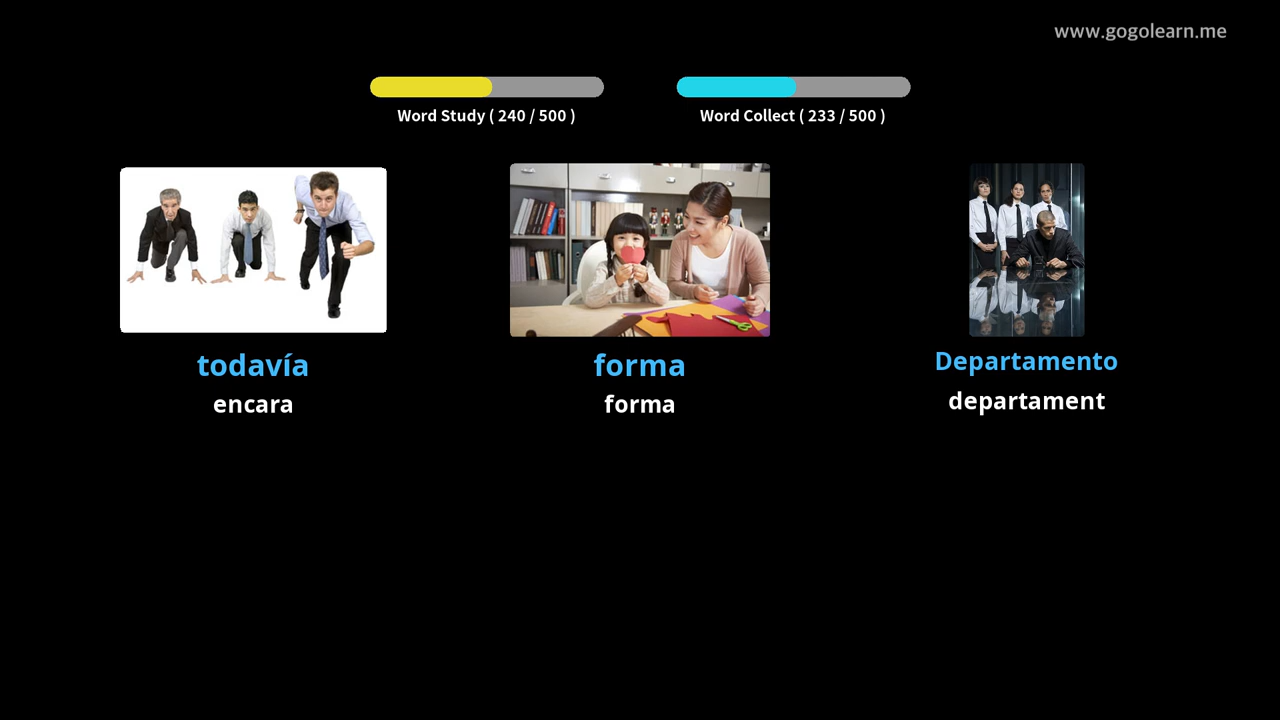 www.gogolearn.me
Word Study ( 240 / 500 )
Word Collect ( 233 / 500 )
todavía
encara
forma
forma
Departamento
departament